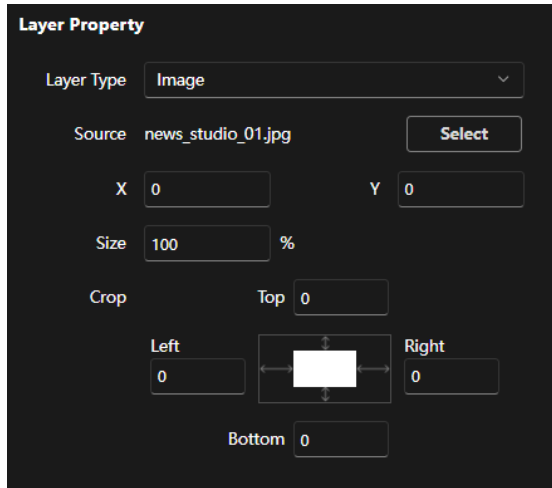 Layer Property
Layer Type Image
Source news_studio_01.jpg Select
X 0 Y 0
Size 100 %
Crop Top 0
Left Right
0 0
Bottom 0